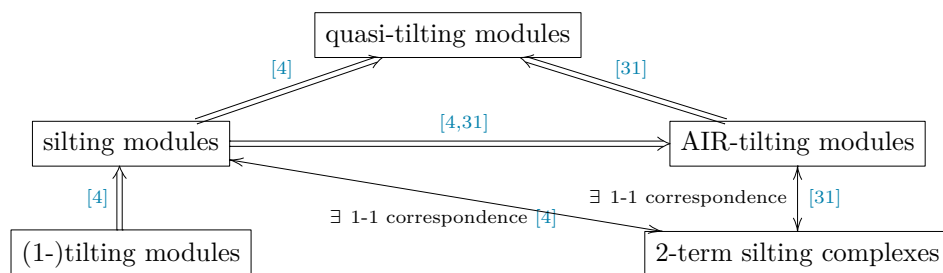 quasi-tilting modules
[4] [31]
silting modules [4,31] AIR-tilting modules
[4] ∃ 1-1 correspondence [4] ∃ 1-1 correspondence [31]
(1-)tilting modules 2-term silting complexes